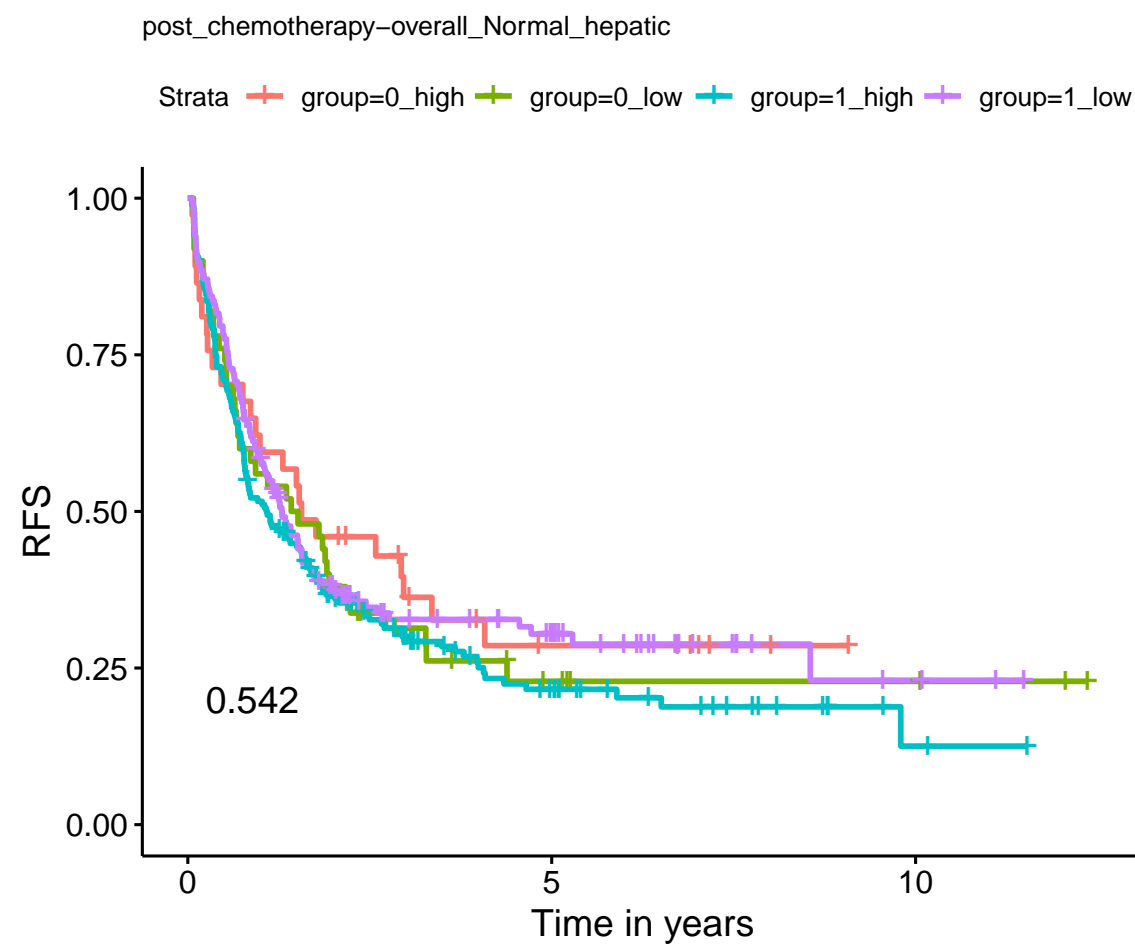 post_chemotherapy−overall_Normal_hepatic
Strata group=0_high group=0_low group=1_high group=1_low
1.00
0.75
0.50
0.25
0.00
RFS
0.542
0 5 10
Time in years